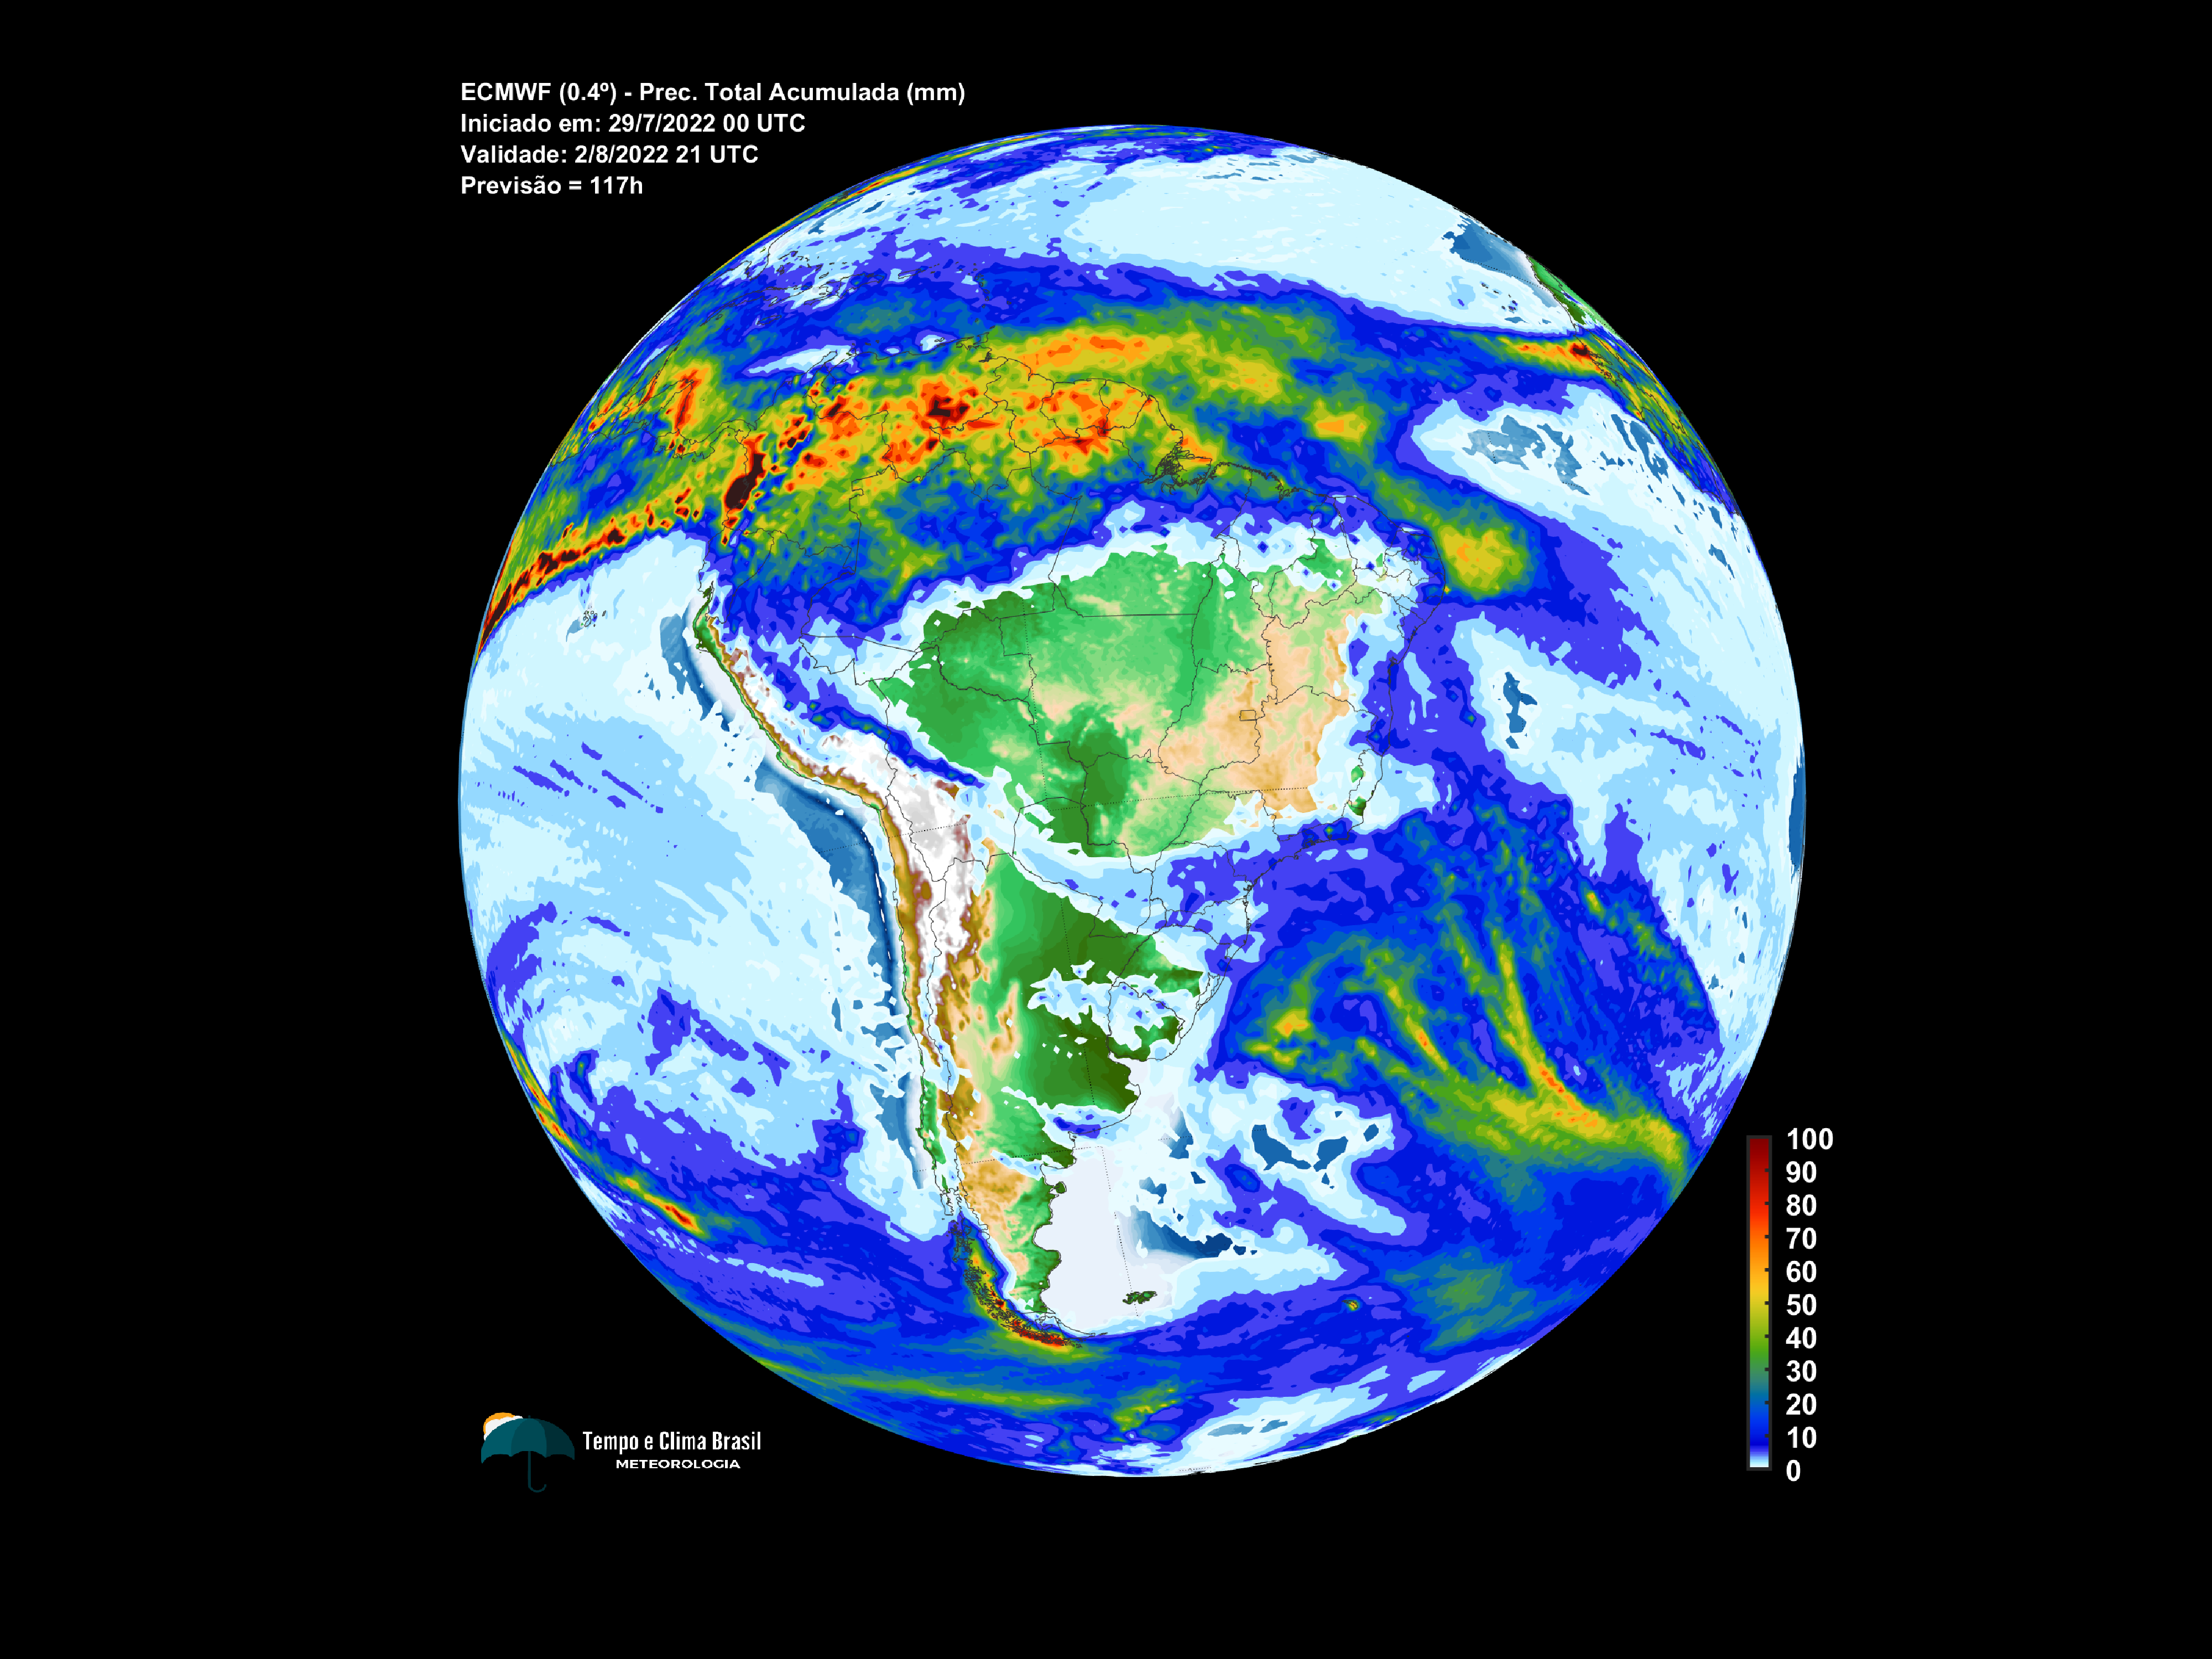 ECMWF (0.4º) - Prec. Total Acumulada (mm)
Iniciado em: 29/7/2022 00 UTC
Validade: 2/8/2022 21 UTC
Previsão = 117h
100
90
80
70
60
50
40
30
20
10
0
Tempo e Clima Brasil
METEOROLOGIA